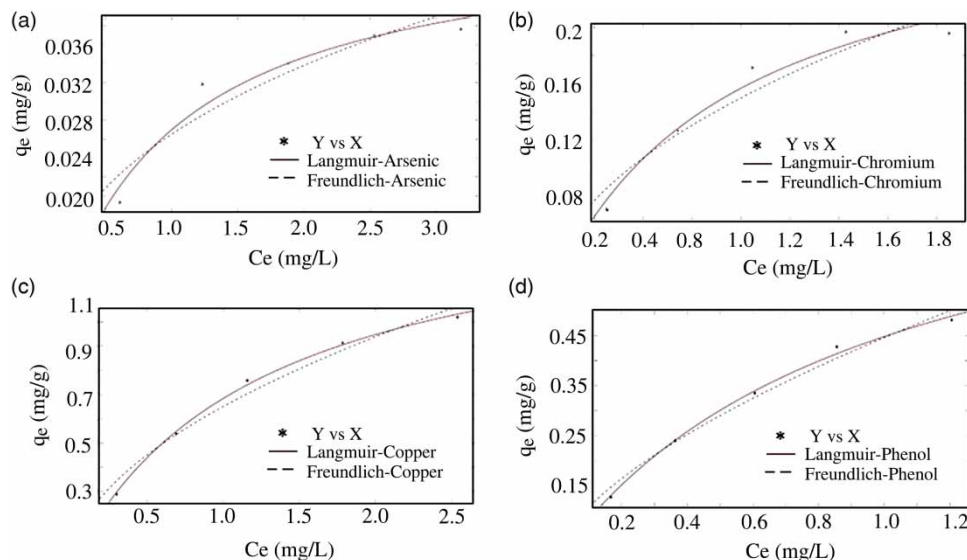 (a)
qe (mg/g)
0.036
0.032
0.028
0.024
0.020
* Y vs X
Langmuir-Arsenic
Freundlich-Arsenic
0.5 1.0 1.5 2.0 2.5 3.0
Ce (mg/L)
(b)
qe (mg/g)
0.2
0.16
0.12
0.08
* Y vs X
Langmuir-Chromium
Freundlich-Chromium
0.2 0.4 0.6 1.0 1.2 1.4 1.6 1.8
Ce (mg/L)
(c)
qe (mg/g)
1.1
0.9
0.7
0.5
0.3
* Y vs X
Langmuir-Copper
Freundlich-Copper
0.5 1.0 1.5 2.0 2.5
Ce (mg/L)
(d)
qe (mg/g)
0.45
0.35
0.25
0.15
* Y vs X
Langmuir-Phenol
Freundlich-Phenol
0.2 0.4 0.6 0.8 1.0 1.2
Ce (mg/L)